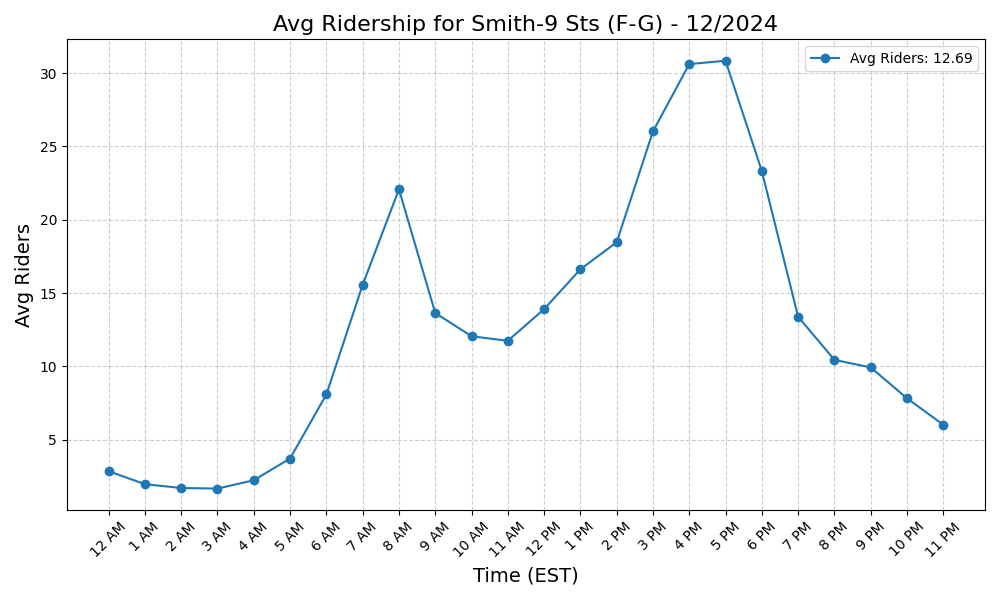 Avg Ridership for Smith-9 Sts (F-G) - 12/2024
Avg Riders: 12.69
Avg Riders
30
25
20
15
10
5
12 AM
1 AM
2 AM
3 AM
4 AM
5 AM
6 AM
7 AM
8 AM
9 AM
10 AM
11 AM
12 PM
1 PM
2 PM
3 PM
4 PM
5 PM
6 PM
7 PM
8 PM
9 PM
10 PM
11 PM
Time (EST)